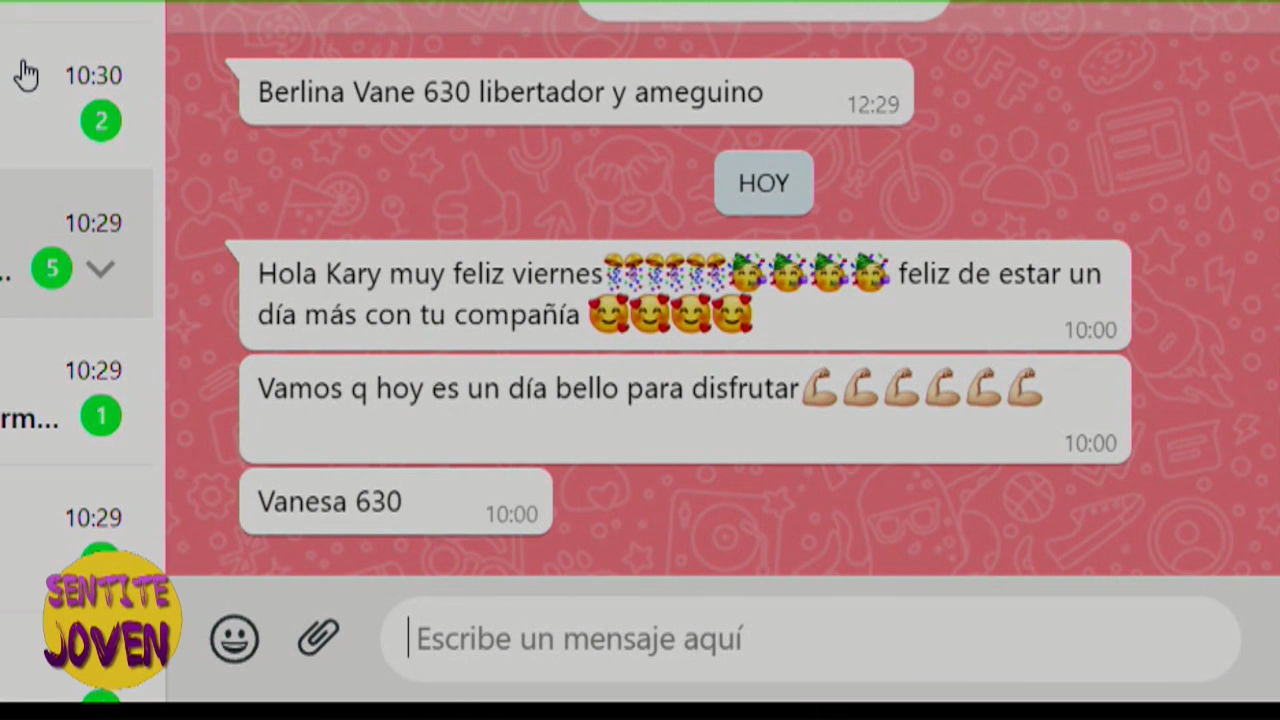 10:30
2
10:29
5
10:29
rm...
1
10:29
Berlina Vane 630 libertador y ameguino
12:29
HOY
Hola Kary muy feliz viernes🎊🎊🎊🎊🎊🎊🥳🥳🥳🥳 feliz de estar un
día más con tu compañía 🥰🥰🥰🥰
10:00
Vamos q hoy es un día bello para disfrutar💪🏼💪🏼💪🏼💪🏼💪🏼💪🏼
10:00
Vanesa 630
10:00
Escribe un mensaje aquí
SENTITE
JOVEN